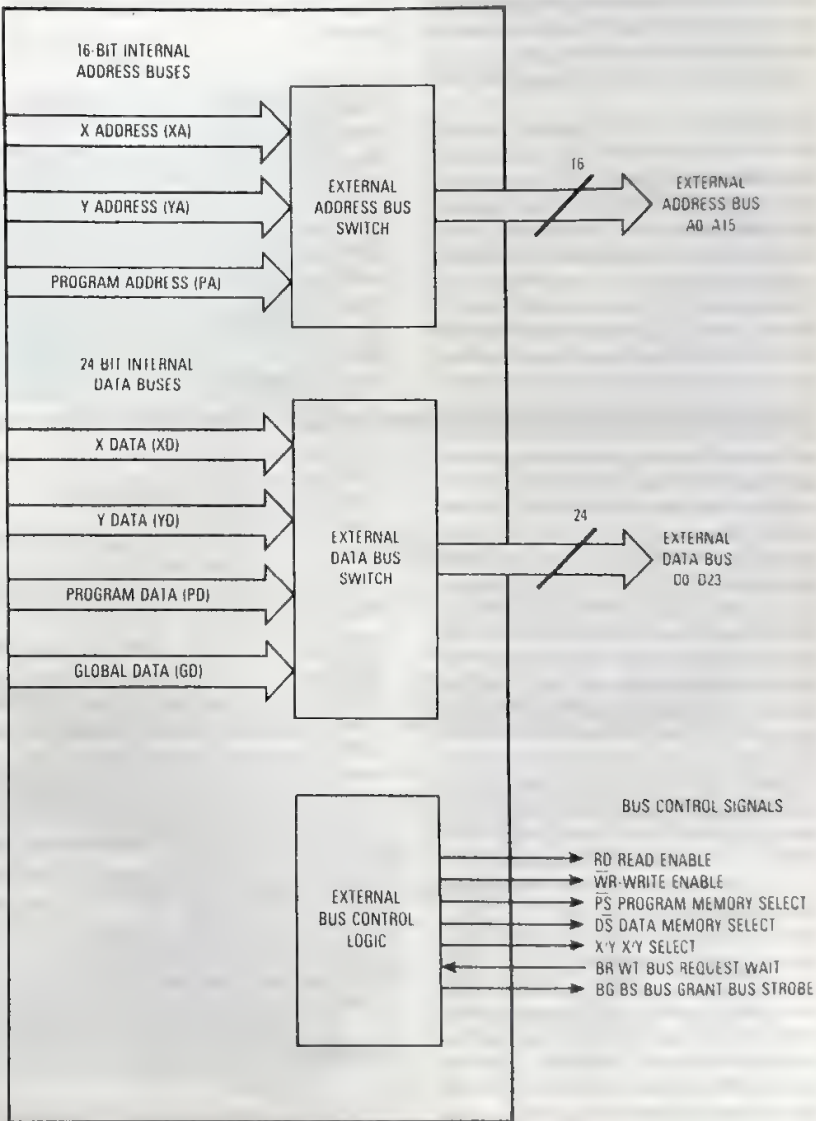 16-BIT INTERNAL
ADDRESS BUSES
X ADDRESS (XA)
Y ADDRESS (YA)
PROGRAM ADDRESS (PA)
EXTERNAL
ADDRESS BUS
SWITCH
16
EXTERNAL
ADDRESS BUS
A0 A15
24 BIT INTERNAL
DATA BUSES
X DATA (XD)
Y DATA (YD)
PROGRAM DATA (PD)
GLOBAL DATA (GD)
EXTERNAL
DATA BUS
SWITCH
24
EXTERNAL
DATA BUS
D0 D23
EXTERNAL
BUS CONTROL
LOGIC
BUS CONTROL SIGNALS
RD READ ENABLE
W̅R-WRITE ENABLE
P̅S̅ PROGRAM MEMORY SELECT
D̅S̅ DATA MEMORY SELECT
X/Y X/Y SELECT
BR WT BUS REQUEST WAIT
BG BS BUS GRANT BUS STROBE